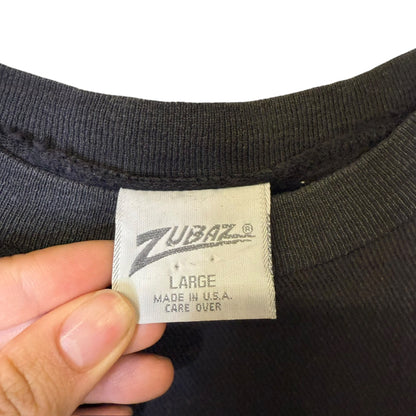 ZUBAZ®
LARGE
MADE IN U.S.A.
CARE OVER